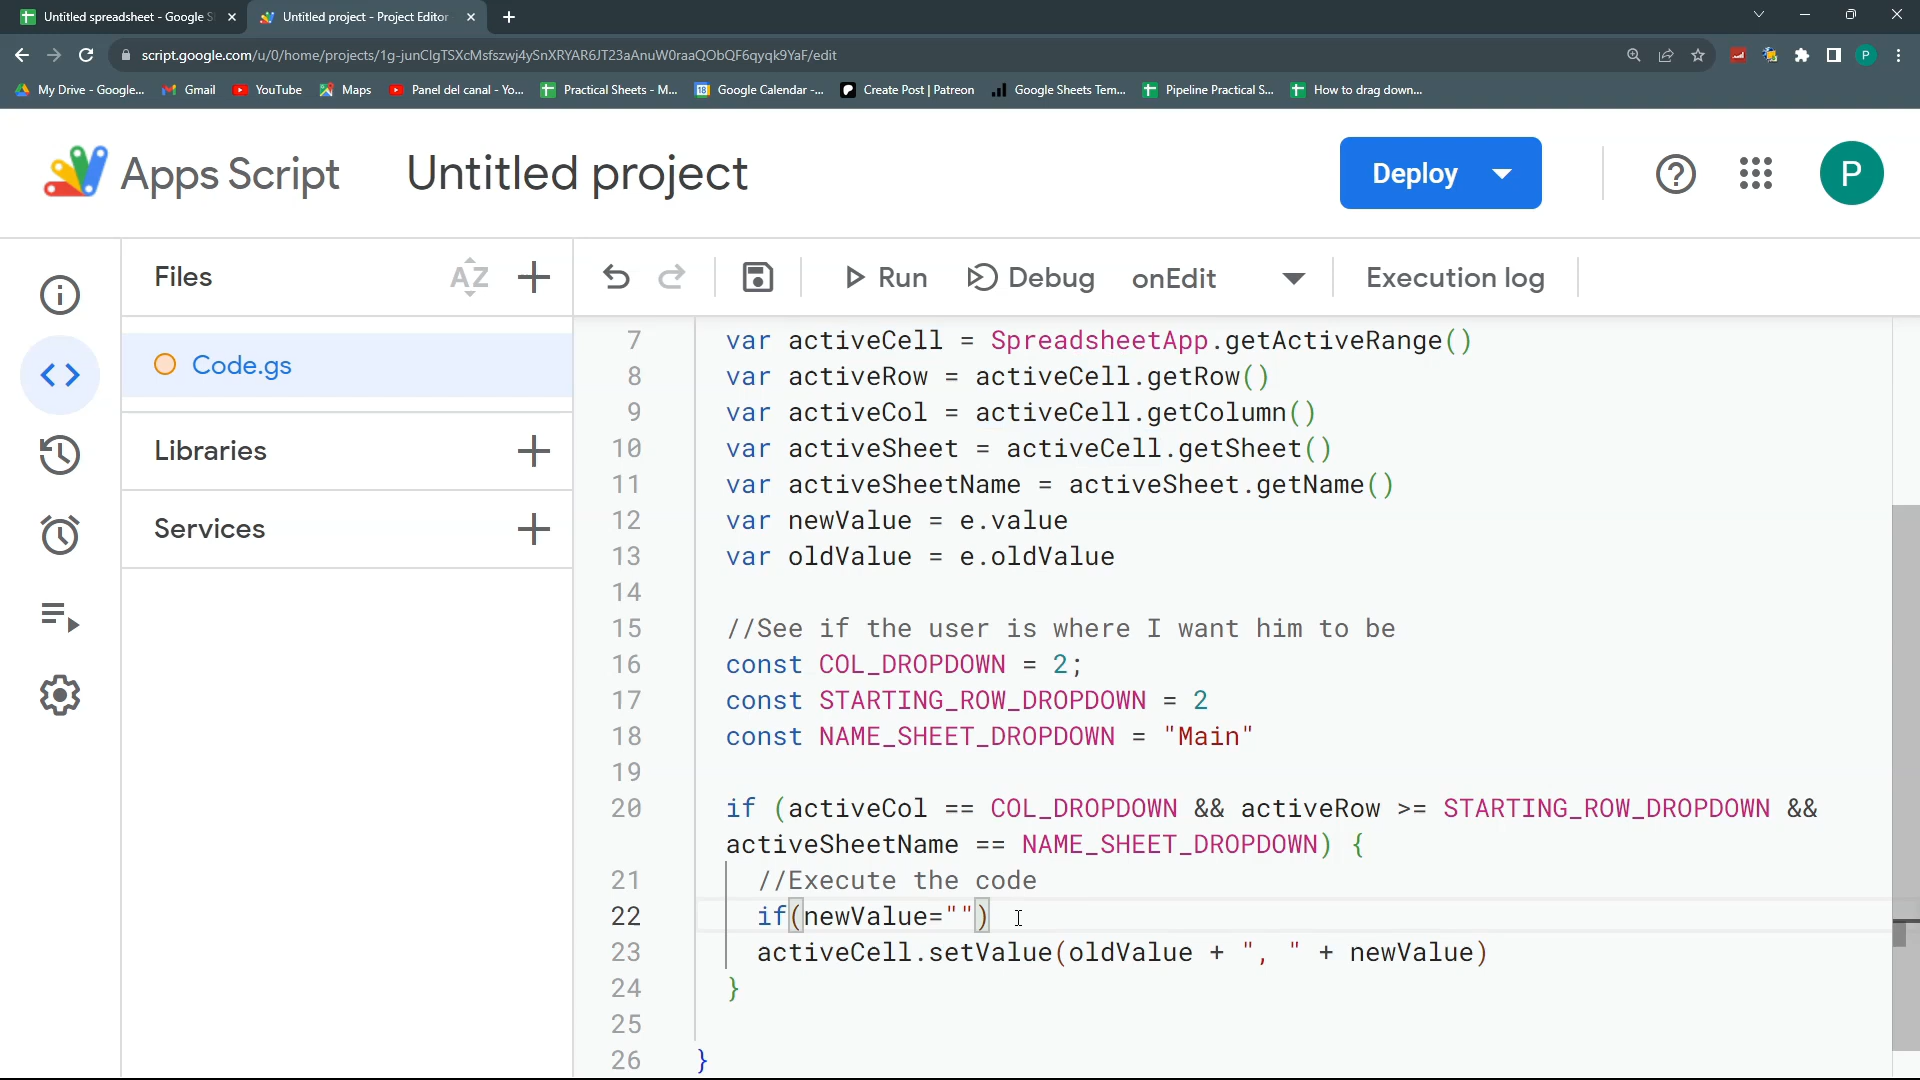 Untitled spreadsheet - Google S
Untitled project - Project Editor
script.google.com/u/0/home/projects/1g-junClgTSXcMsfszwj4ySnXRYAR6JT23aAnuW0raaQObQF6qyqk9YaF/edit
P
My Drive - Google...
Gmail
YouTube
Maps
Panel del canal - Yo...
Practical Sheets - M...
Google Calendar -...
Create Post | Patreon
Google Sheets Tem...
Pipeline Practical S...
How to drag down...
Apps Script
Untitled project
Deploy
P
Files
AZ
Run
Debug
onEdit
Execution log
Code.gs
Libraries
Services
7 var activeCell = SpreadsheetApp.getActiveRange()
8 var activeRow = activeCell.getRow()
9 var activeCol = activeCell.getColumn()
10 var activeSheet = activeCell.getSheet()
11 var activeSheetName = activeSheet.getName()
12 var newValue = e.value
13 var oldValue = e.oldValue
14
15 //See if the user is where I want him to be
16 const COL_DROPDOWN = 2;
17 const STARTING_ROW_DROPDOWN = 2
18 const NAME_SHEET_DROPDOWN = "Main"
19
20 if (activeCol == COL_DROPDOWN && activeRow >= STARTING_ROW_DROPDOWN &&
activeSheetName == NAME_SHEET_DROPDOWN) {
21 //Execute the code
22 if(newValue="")
23 activeCell.setValue(oldValue + ", " + newValue)
24 }
25
26 }